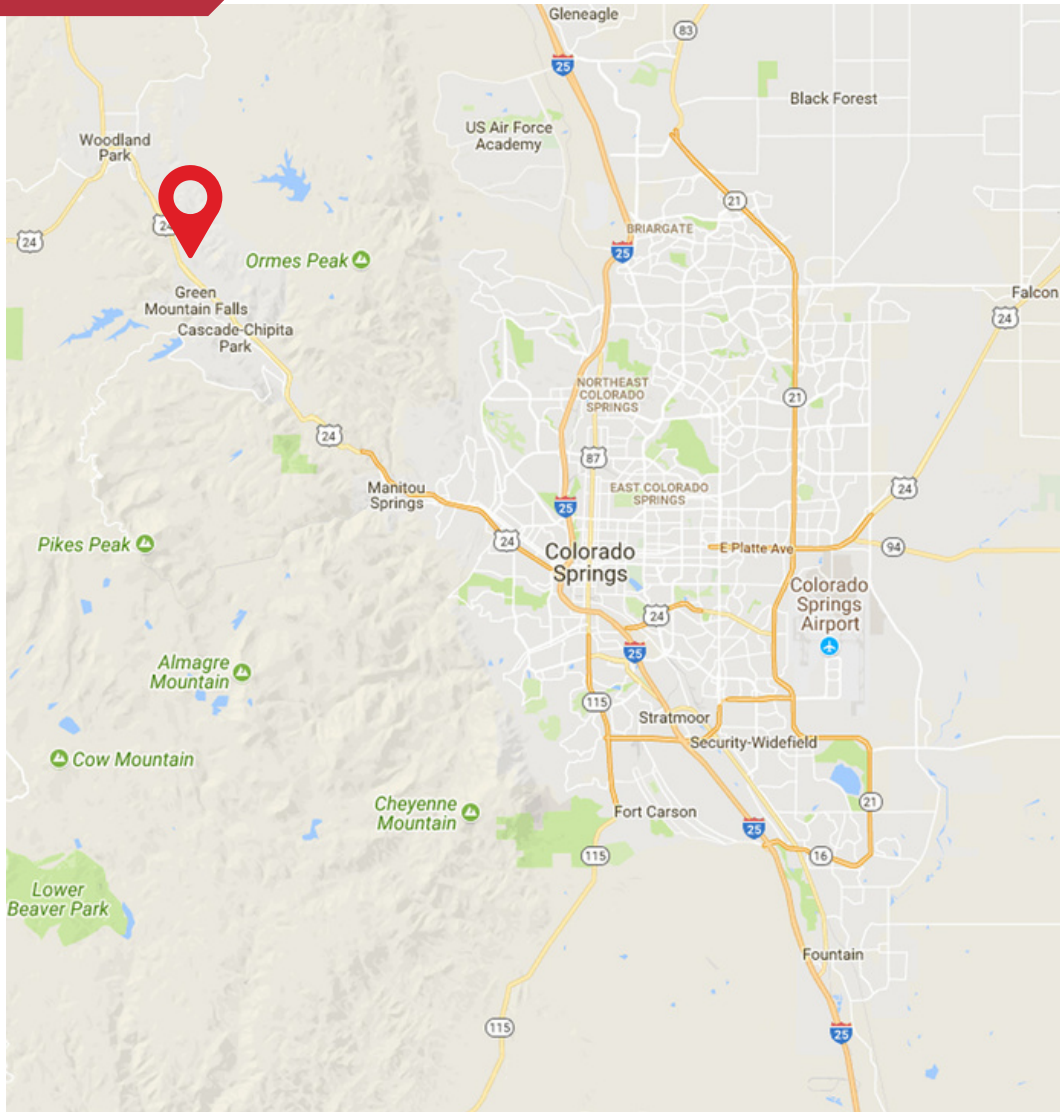 Gleneagle
83
25
Black Forest
US Air Force
Academy
Woodland
Park
21
24
BRIARGATE
24
25
Ormes Peak
Green
Mountain Falls
Falcon
24
Cascade-Chipita
Park
NORTHEAST
COLORADO
SPRINGS
21
24
87
Manitou
Springs
EAST COLORADO
SPRINGS
24
25
Pikes Peak
24
Colorado
Springs
E Platte Ave
94
Colorado
Springs
Airport
24
25
Almagre
Mountain
115
Stratmoor
Security-Widefield
Cow Mountain
Cheyenne
Mountain
Fort Carson
21
25
115
16
Lower
Beaver Park
Fountain
115
25